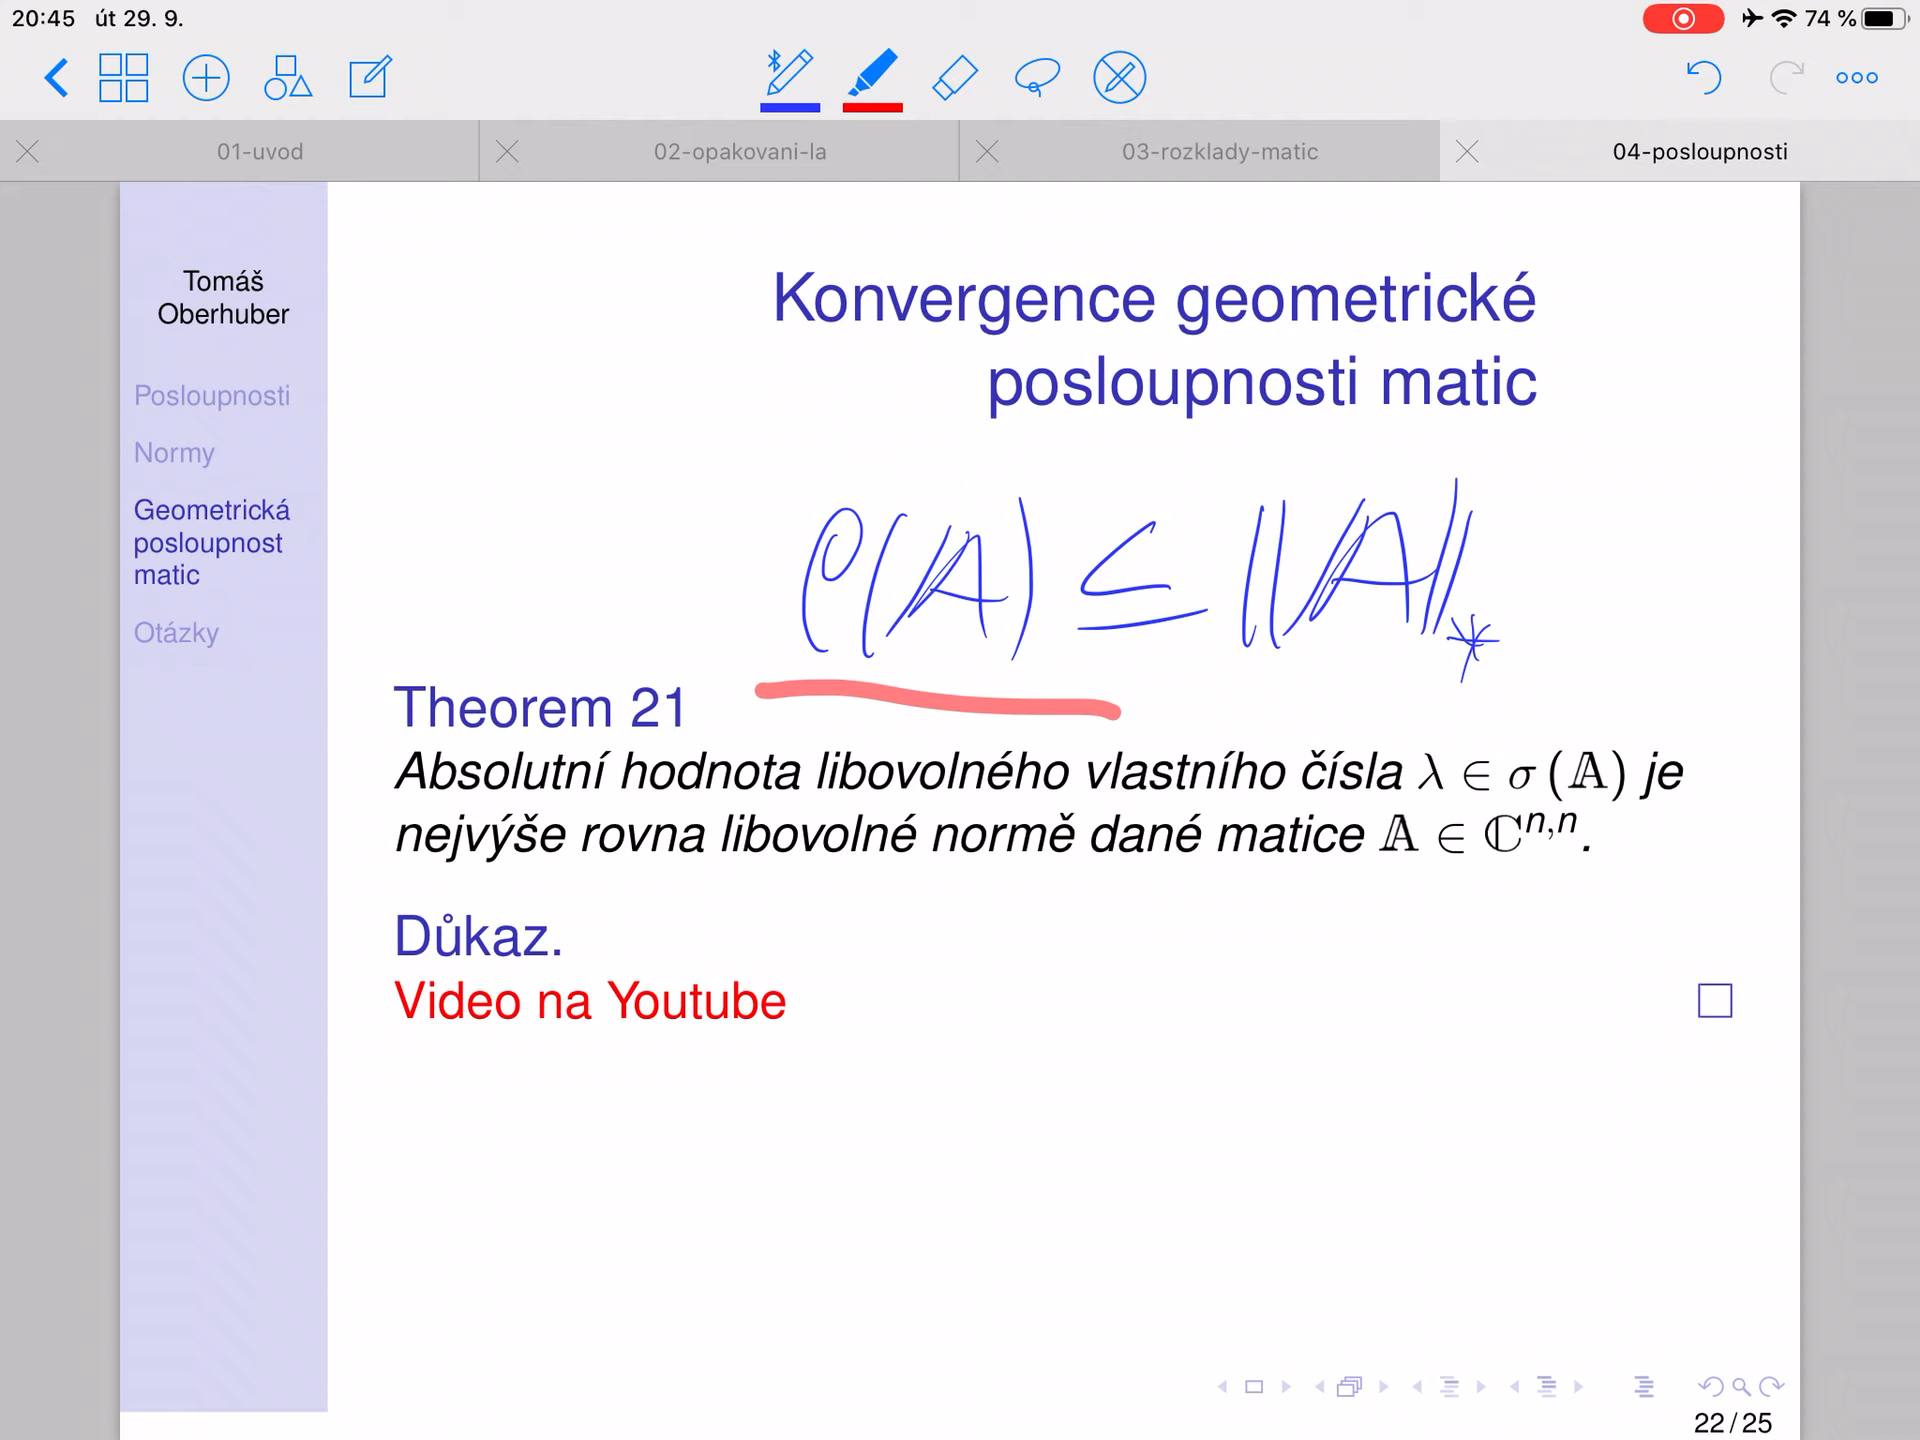 20:45 út 29. 9.
74 %
01-uvod
02-opakovani-la
03-rozklady-matic
04-posloupnosti
Tomáš
Oberhuber
Posloupnosti
Normy
Geometrická
posloupnost
matic
Otázky
Konvergence geometrické
posloupnosti matic
ρ(𝔸) ≤ ||𝔸||*
Theorem 21
Absolutní hodnota libovolného vlastního čísla λ ∈ σ (𝔸) je
nejvýše rovna libovolné normě dané matice 𝔸 ∈ ℂⁿ,ⁿ.
Důkaz.
Video na Youtube
22 / 25